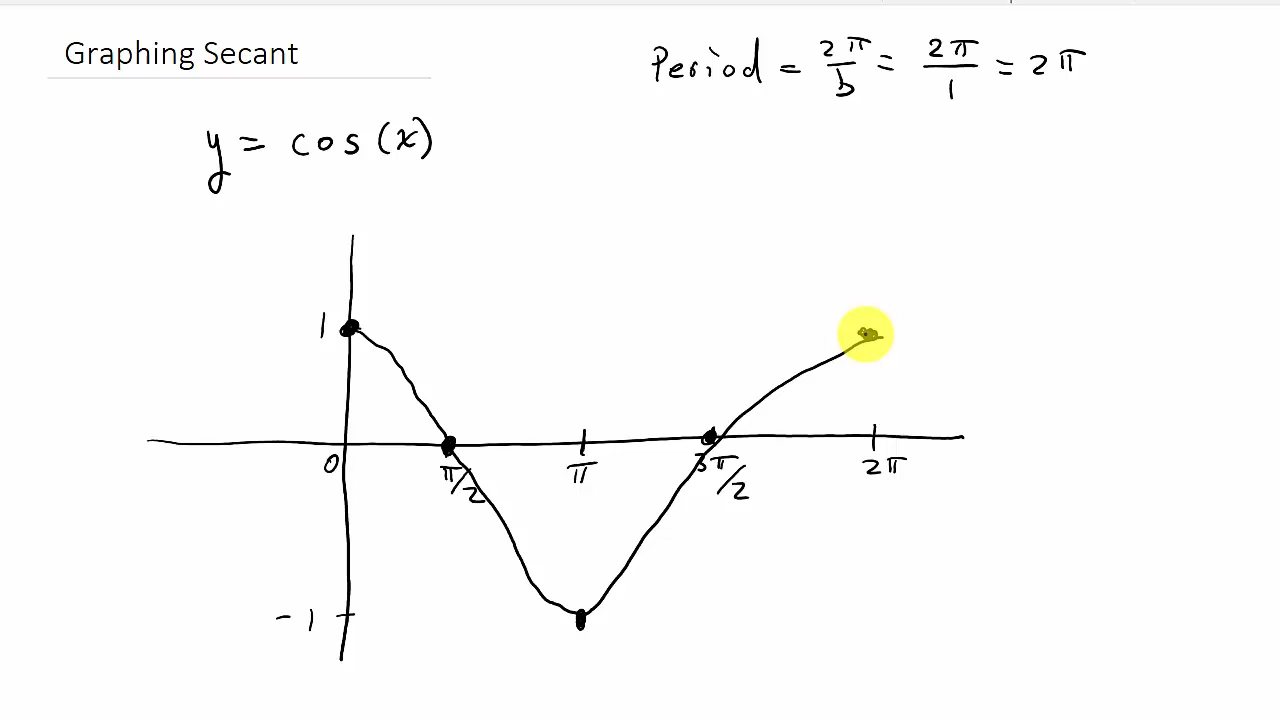 Graphing Secant
Period = 2π/b = 2π/1 = 2π
y = cos(x)
1
0 π/2 π 3π/2 2π
-1